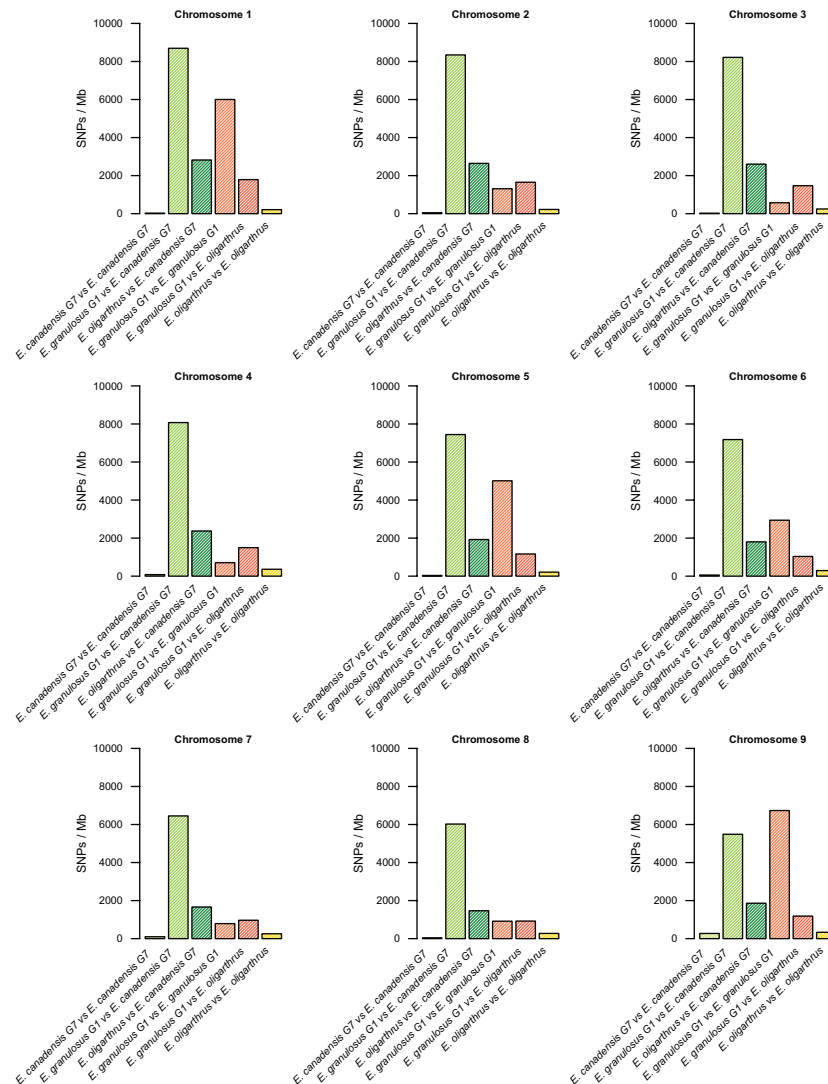 Chromosome 1
10000
8000
6000
4000
2000
0
SNPs / Mb
E. canadensis G7 vs E. canadensis G7
E. granulosus G1 vs E. canadensis G7
E. oligarthrus vs E. canadensis G7
E. granulosus G1 vs E. granulosus G1
E. granulosus G1 vs E. oligarthrus
E. oligarthrus vs E. oligarthrus
Chromosome 2
10000
8000
6000
4000
2000
0
SNPs / Mb
E. canadensis G7 vs E. canadensis G7
E. granulosus G1 vs E. canadensis G7
E. oligarthrus vs E. canadensis G7
E. granulosus G1 vs E. granulosus G1
E. granulosus G1 vs E. oligarthrus
E. oligarthrus vs E. oligarthrus
Chromosome 3
10000
8000
6000
4000
2000
0
SNPs / Mb
E. canadensis G7 vs E. canadensis G7
E. granulosus G1 vs E. canadensis G7
E. oligarthrus vs E. canadensis G7
E. granulosus G1 vs E. granulosus G1
E. granulosus G1 vs E. oligarthrus
E. oligarthrus vs E. oligarthrus
Chromosome 4
10000
8000
6000
4000
2000
0
SNPs / Mb
E. canadensis G7 vs E. canadensis G7
E. granulosus G1 vs E. canadensis G7
E. oligarthrus vs E. canadensis G7
E. granulosus G1 vs E. granulosus G1
E. granulosus G1 vs E. oligarthrus
E. oligarthrus vs E. oligarthrus
Chromosome 5
10000
8000
6000
4000
2000
0
SNPs / Mb
E. canadensis G7 vs E. canadensis G7
E. granulosus G1 vs E. canadensis G7
E. oligarthrus vs E. canadensis G7
E. granulosus G1 vs E. granulosus G1
E. granulosus G1 vs E. oligarthrus
E. oligarthrus vs E. oligarthrus
Chromosome 6
10000
8000
6000
4000
2000
0
SNPs / Mb
E. canadensis G7 vs E. canadensis G7
E. granulosus G1 vs E. canadensis G7
E. oligarthrus vs E. canadensis G7
E. granulosus G1 vs E. granulosus G1
E. granulosus G1 vs E. oligarthrus
E. oligarthrus vs E. oligarthrus
Chromosome 7
10000
8000
6000
4000
2000
0
SNPs / Mb
E. canadensis G7 vs E. canadensis G7
E. granulosus G1 vs E. canadensis G7
E. oligarthrus vs E. canadensis G7
E. granulosus G1 vs E. granulosus G1
E. granulosus G1 vs E. oligarthrus
E. oligarthrus vs E. oligarthrus
Chromosome 8
10000
8000
6000
4000
2000
0
SNPs / Mb
E. canadensis G7 vs E. canadensis G7
E. granulosus G1 vs E. canadensis G7
E. oligarthrus vs E. canadensis G7
E. granulosus G1 vs E. granulosus G1
E. granulosus G1 vs E. oligarthrus
E. oligarthrus vs E. oligarthrus
Chromosome 9
10000
8000
6000
4000
2000
0
SNPs / Mb
E. canadensis G7 vs E. canadensis G7
E. granulosus G1 vs E. canadensis G7
E. oligarthrus vs E. canadensis G7
E. granulosus G1 vs E. granulosus G1
E. granulosus G1 vs E. oligarthrus
E. oligarthrus vs E. oligarthrus